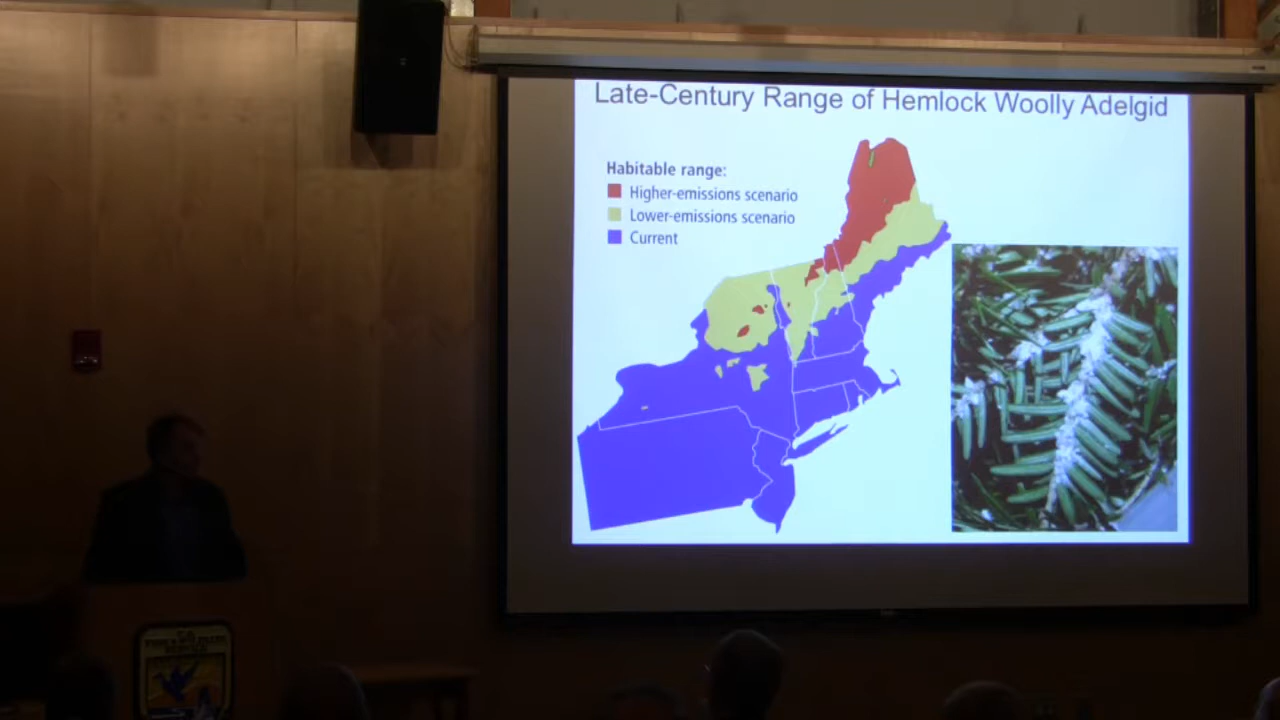 Late-Century Range of Hemlock Woolly Adelgid
Habitable range:
Higher-emissions scenario
Lower-emissions scenario
Current